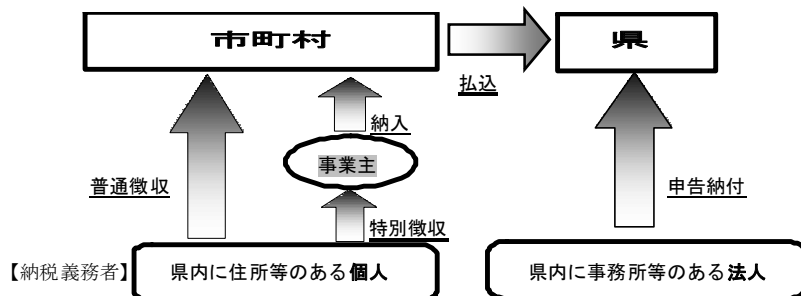 市町村
県
払込
納入
事業主
普通徴収
申告納付
特別徴収
【納税義務者】
県内に住所等のある個人
県内に事務所等のある法人